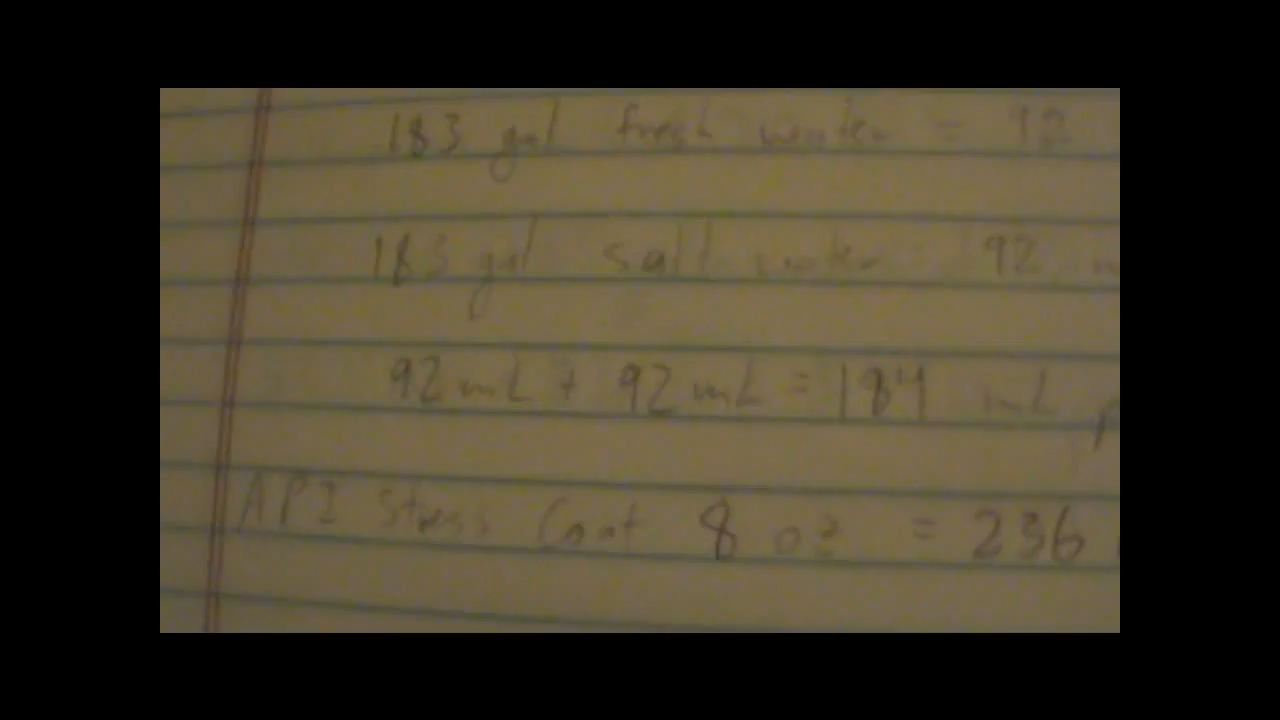 183 gal fresh water = 92
183 gal salt water = 92
92 mL + 92 mL = 184 mL
API Stress Coat 8 oz = 236